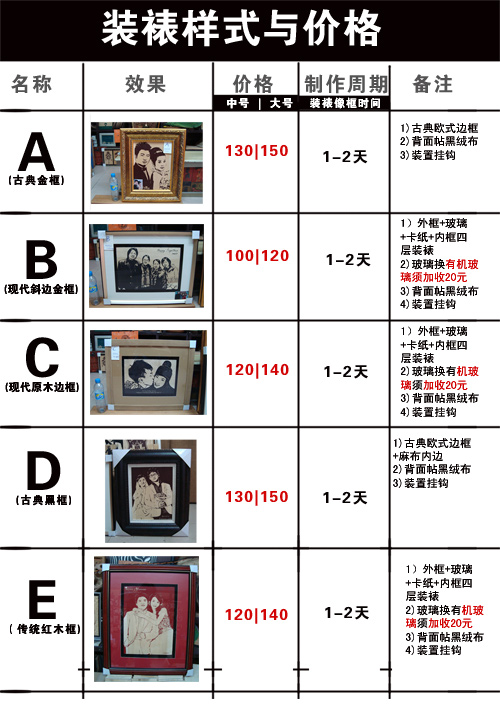 装裱样式与价格
名称 效果 价格 制作周期 备注
中号 | 大号 装裱像框时间
A
(古典金框)
130|150
1-2天
1)古典欧式边框
2)背面帖黑绒布
3)装置挂钩
B
(现代斜边金框)
100|120
1-2天
1）外框+玻璃
+卡纸+内框四
层装裱
2)玻璃换有机玻
璃须加收20元
3)背面帖黑绒布
4)装置挂钩
C
(现代原木边框)
120|140
1-2天
1）外框+玻璃
+卡纸+内框四
层装裱
2)玻璃换有机玻
璃须加收20元
3)背面帖黑绒布
4)装置挂钩
D
(古典黑框)
130|150
1-2天
1)古典欧式边框
+麻布内边
2)背面帖黑绒布
3)装置挂钩
E
( 传统红木框)
120|140
1-2天
1）外框+玻璃
+卡纸+内框四
层装裱
2)玻璃换有机玻
璃须加收20元
3)背面帖黑绒布
4)装置挂钩